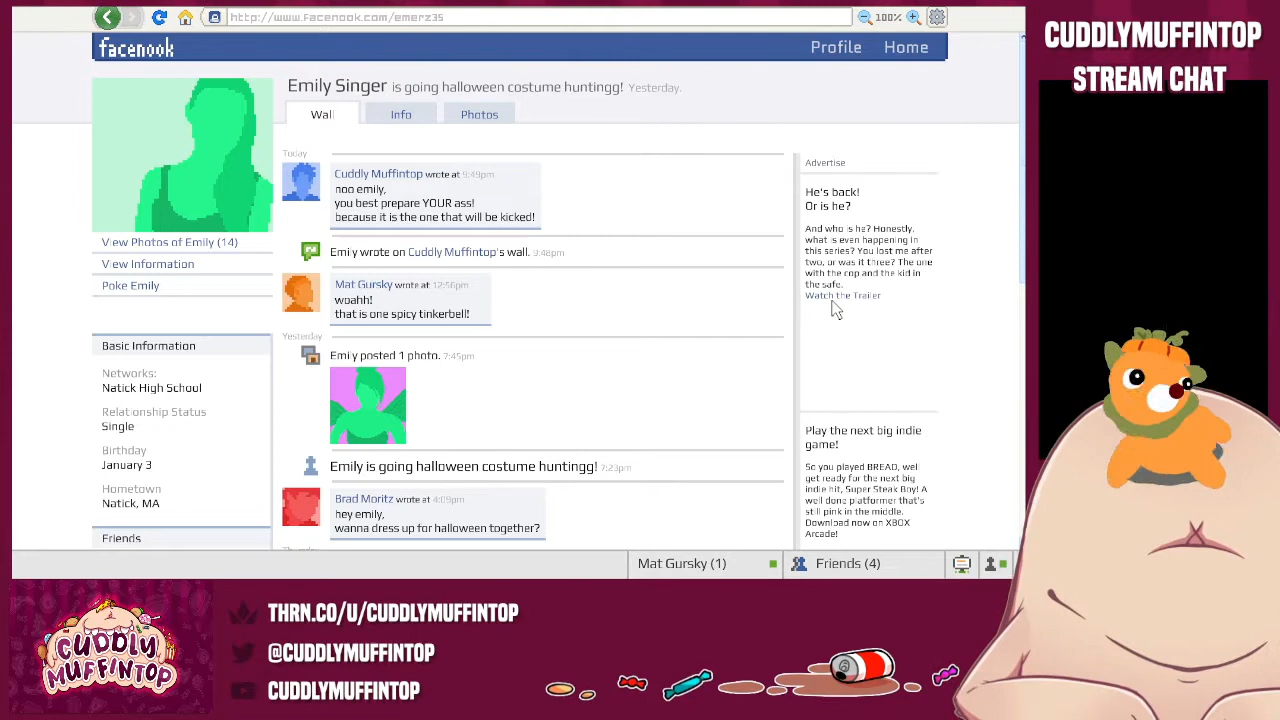 http://www.facenook.com/emerz35
100%
facenook
Profile Home
Emily Singer is going halloween costume huntingg! Yesterday.
Wall Info Photos
View Photos of Emily (14)
View Information
Poke Emily
Basic Information
Networks:
Natick High School
Relationship Status
Single
Birthday
January 3
Hometown
Natick, MA
Friends
Today
Cuddly Muffintop wrote at 9:49pm
noo emily,
you best prepare YOUR ass!
because it is the one that will be kicked!
Emily wrote on Cuddly Muffintop's wall. 3:48pm
Mat Gursky wrote at 12:56pm
woahh!
that is one spicy tinkerbell!
Yesterday
Emily posted 1 photo. 7:45pm
Emily is going halloween costume huntingg! 7:23pm
Brad Moritz wrote at 4:09pm
hey emily,
wanna dress up for halloween together?
Advertise
He's back!
Or is he?
And who is he? Honestly,
what is even happening in
this series? You lost me after
two, or was it three? The one
with the cop and the kid in
the safe.
Watch the Trailer
Play the next big indie
game!
So you played BREAD, well
get ready for the next big
indie hit, Super Steak Boy! A
well done platformer that's
still pink in the middle.
Download now on XBOX
Arcade!
Mat Gursky (1)
Friends (4)
CUDDLYMUFFINTOP
STREAM CHAT
CUDDLY
MUFFINTOP
THRN.CO/U/CUDDLYMUFFINTOP
@CUDDLYMUFFINTOP
CUDDLYMUFFINTOP